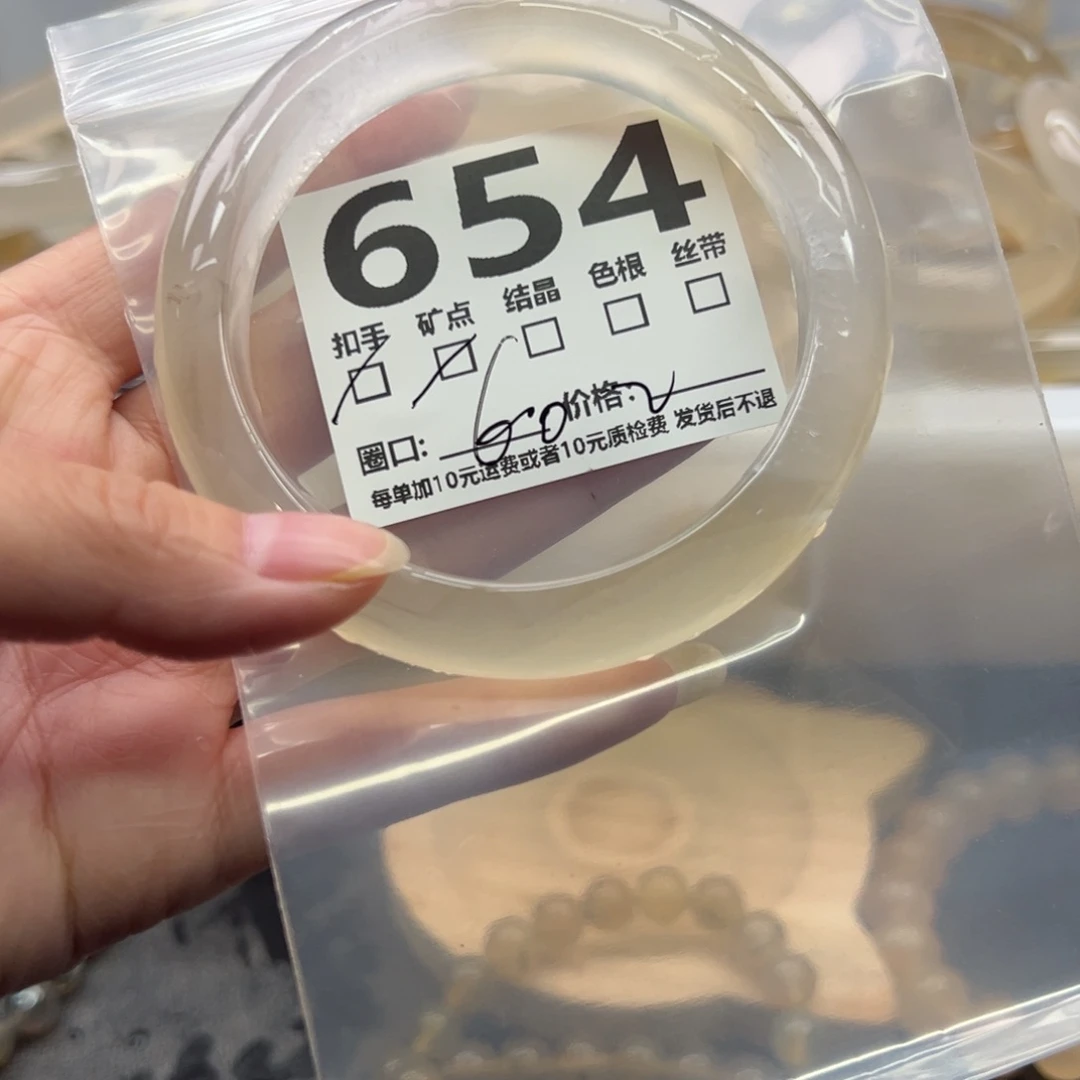 654
扣手 矿点 结晶 色根 丝带
圈口: 60 价格:
每单加10元运费或者10元质检费 发货后不退